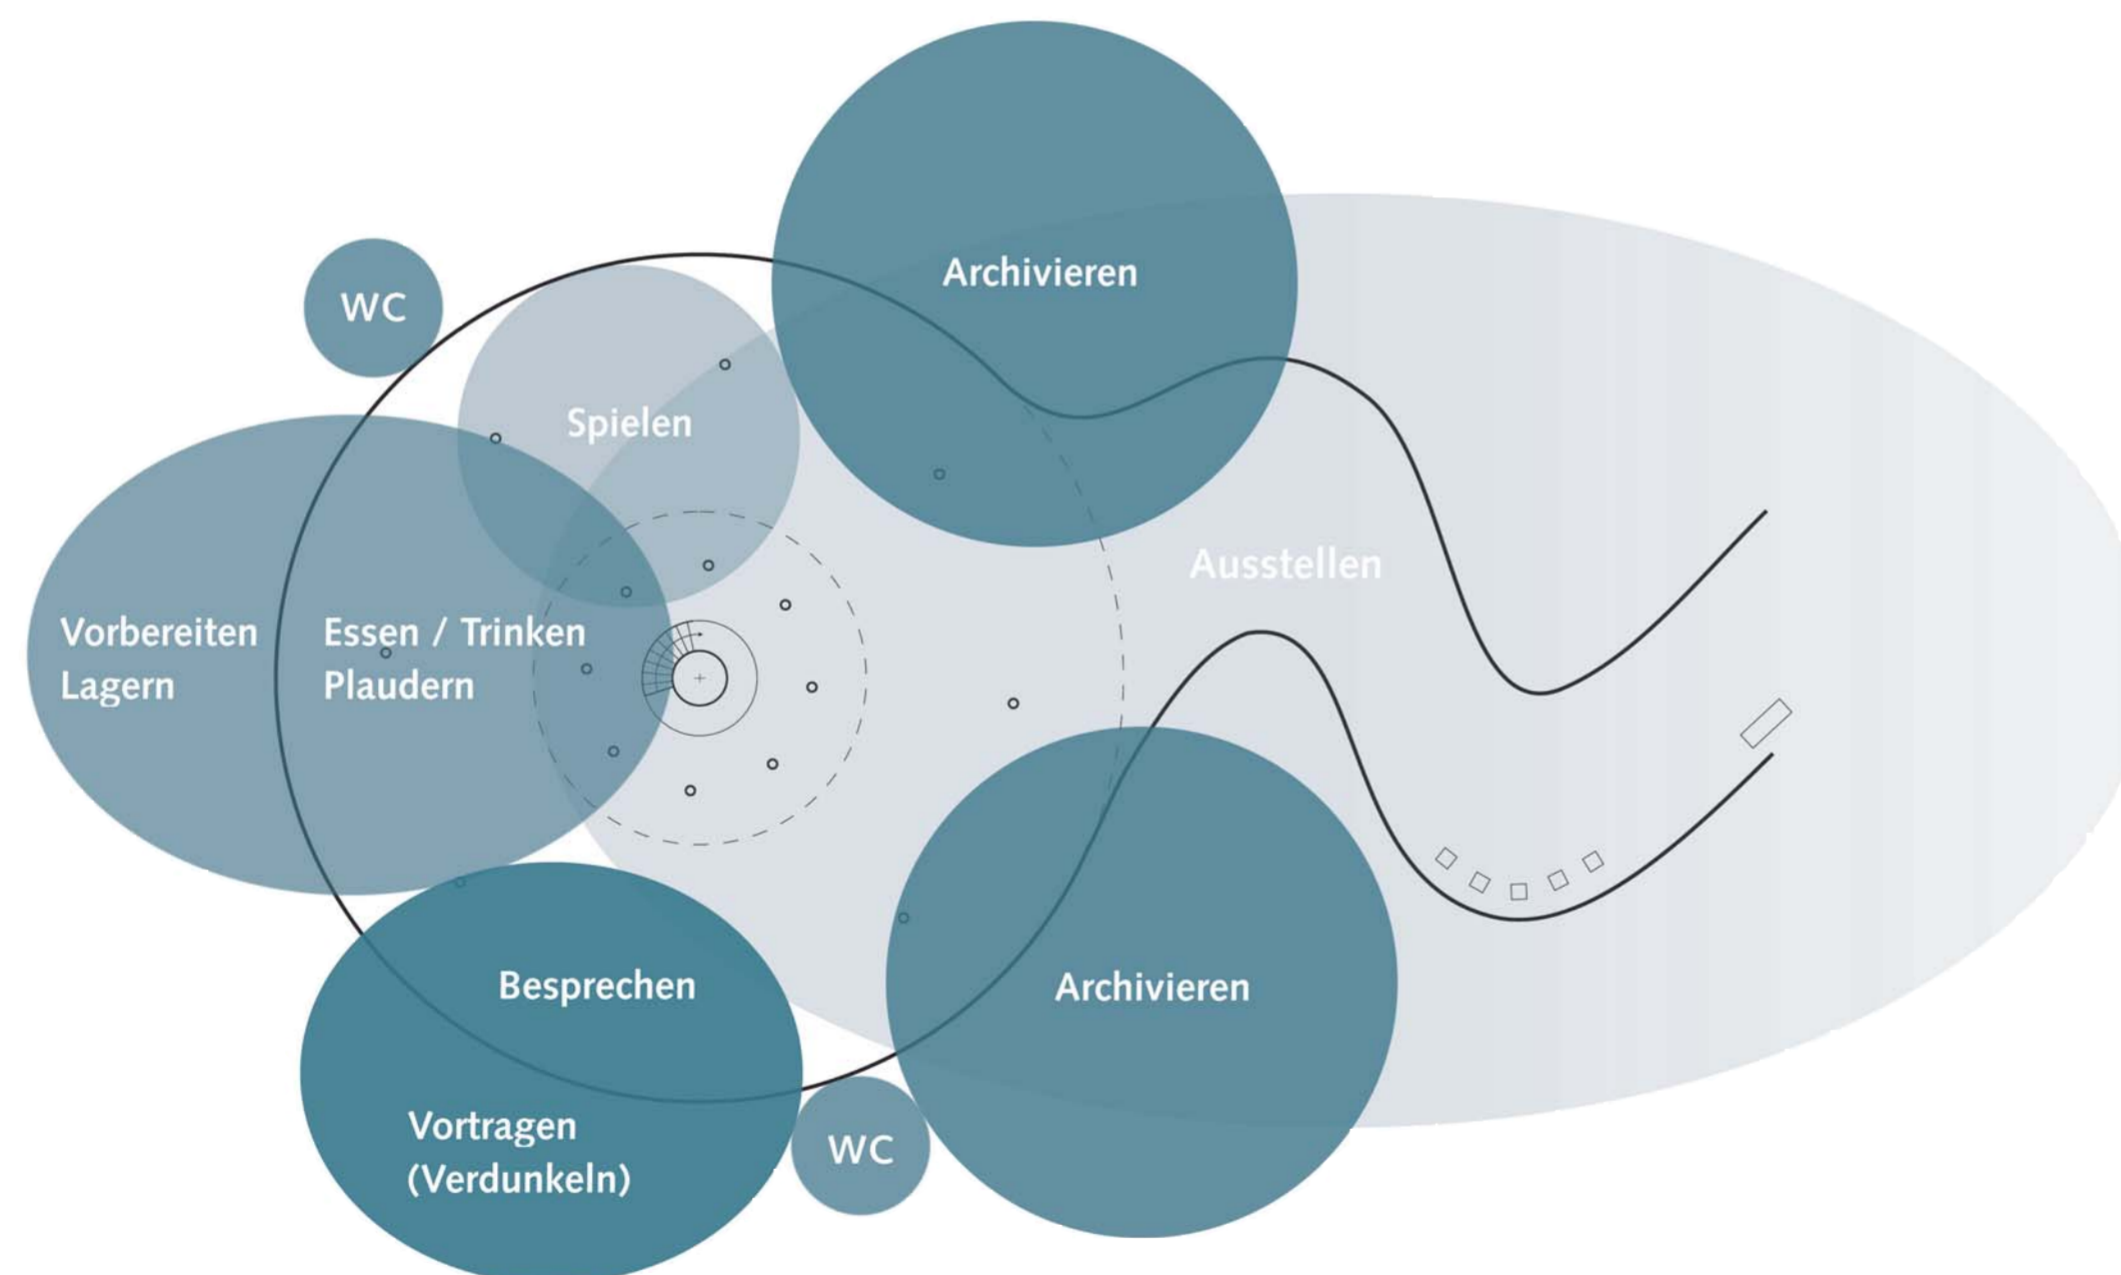 Archivieren
WC
Spielen
Ausstellen
Vorbereiten
Lagern
Essen / Trinken
Plaudern
Besprechen
Archivieren
Vortragen
(Verdunkeln)
WC